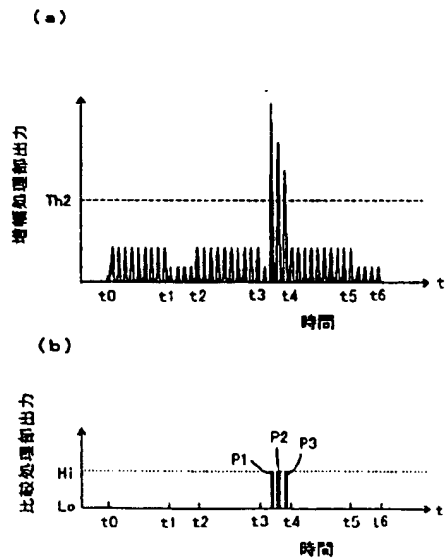 (a)
増幅処理部出力
Th2
t0 t1 t2 t3 t4 t5 t6 t
時間
(b)
比較処理部出力
P1 P2 P3
Hi
Lo
t0 t1 t2 t3 t4 t5 t6 t
時間